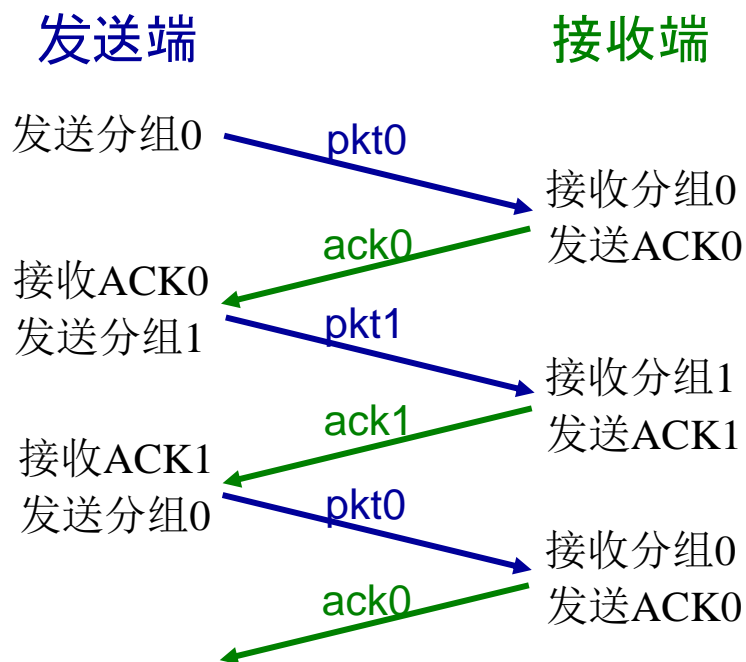 发送端
接收端
发送分组0
pkt0
接收分组0
发送ACK0
ack0
接收ACK0
发送分组1
pkt1
接收分组1
发送ACK1
ack1
接收ACK1
发送分组0
pkt0
接收分组0
发送ACK0
ack0